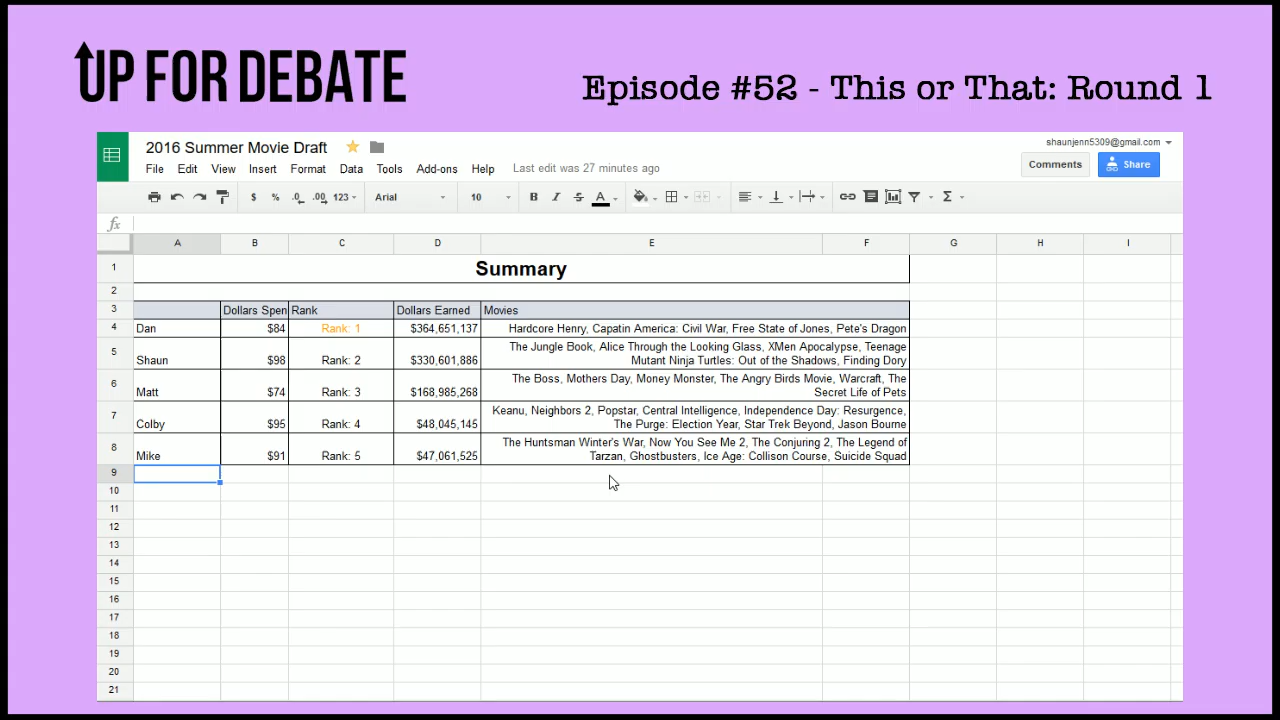 UP FOR DEBATE
Episode #52 - This or That: Round 1
2016 Summer Movie Draft
shaunjenn5309@gmail.com
File Edit View Insert Format Data Tools Add-ons Help Last edit was 27 minutes ago
Comments Share
$ % .0 .00 123 Arial 10 B I S A Σ
fx
A B C D E F G H I
1 Summary
2
3 Dollars Spen Rank Dollars Earned Movies
4 Dan $84 Rank: 1 $364,651,137 Hardcore Henry, Capatin America: Civil War, Free State of Jones, Pete's Dragon
The Jungle Book, Alice Through the Looking Glass, XMen Apocalypse, Teenage
5 Shaun $98 Rank: 2 $330,601,886 Mutant Ninja Turtles: Out of the Shadows, Finding Dory
The Boss, Mothers Day, Money Monster, The Angry Birds Movie, Warcraft, The
6 Matt $74 Rank: 3 $168,985,268 Secret Life of Pets
Keanu, Neighbors 2, Popstar, Central Intelligence, Independence Day: Resurgence,
7 Colby $95 Rank: 4 $48,045,145 The Purge: Election Year, Star Trek Beyond, Jason Bourne
The Huntsman Winter's War, Now You See Me 2, The Conjuring 2, The Legend of
8 Mike $91 Rank: 5 $47,061,525 Tarzan, Ghostbusters, Ice Age: Collison Course, Suicide Squad
9
10
11
12
13
14
15
16
17
18
19
20
21